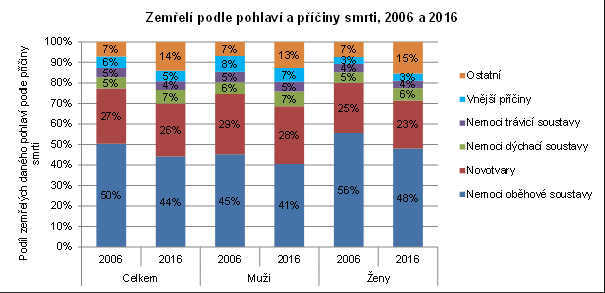 Zemřelí podle pohlaví a příčiny smrti, 2006 a 2016
Podíl zemřelých daného pohlaví podle příčiny
smrti
100%
90%
80%
70%
60%
50%
40%
30%
20%
10%
0%
7% 14% 7% 13% 7% 15%
6% 5% 8% 7% 3% 3%
5% 4% 5% 5% 4% 4%
5% 7% 6% 7% 5% 6%
27% 26% 29% 28% 25% 23%
50% 44% 45% 41% 56% 48%
2006 2016 2006 2016 2006 2016
Celkem Muži Ženy
Ostatní
Vnější příčiny
Nemoci trávicí soustavy
Nemoci dýchací soustavy
Novotvary
Nemoci oběhové soustavy